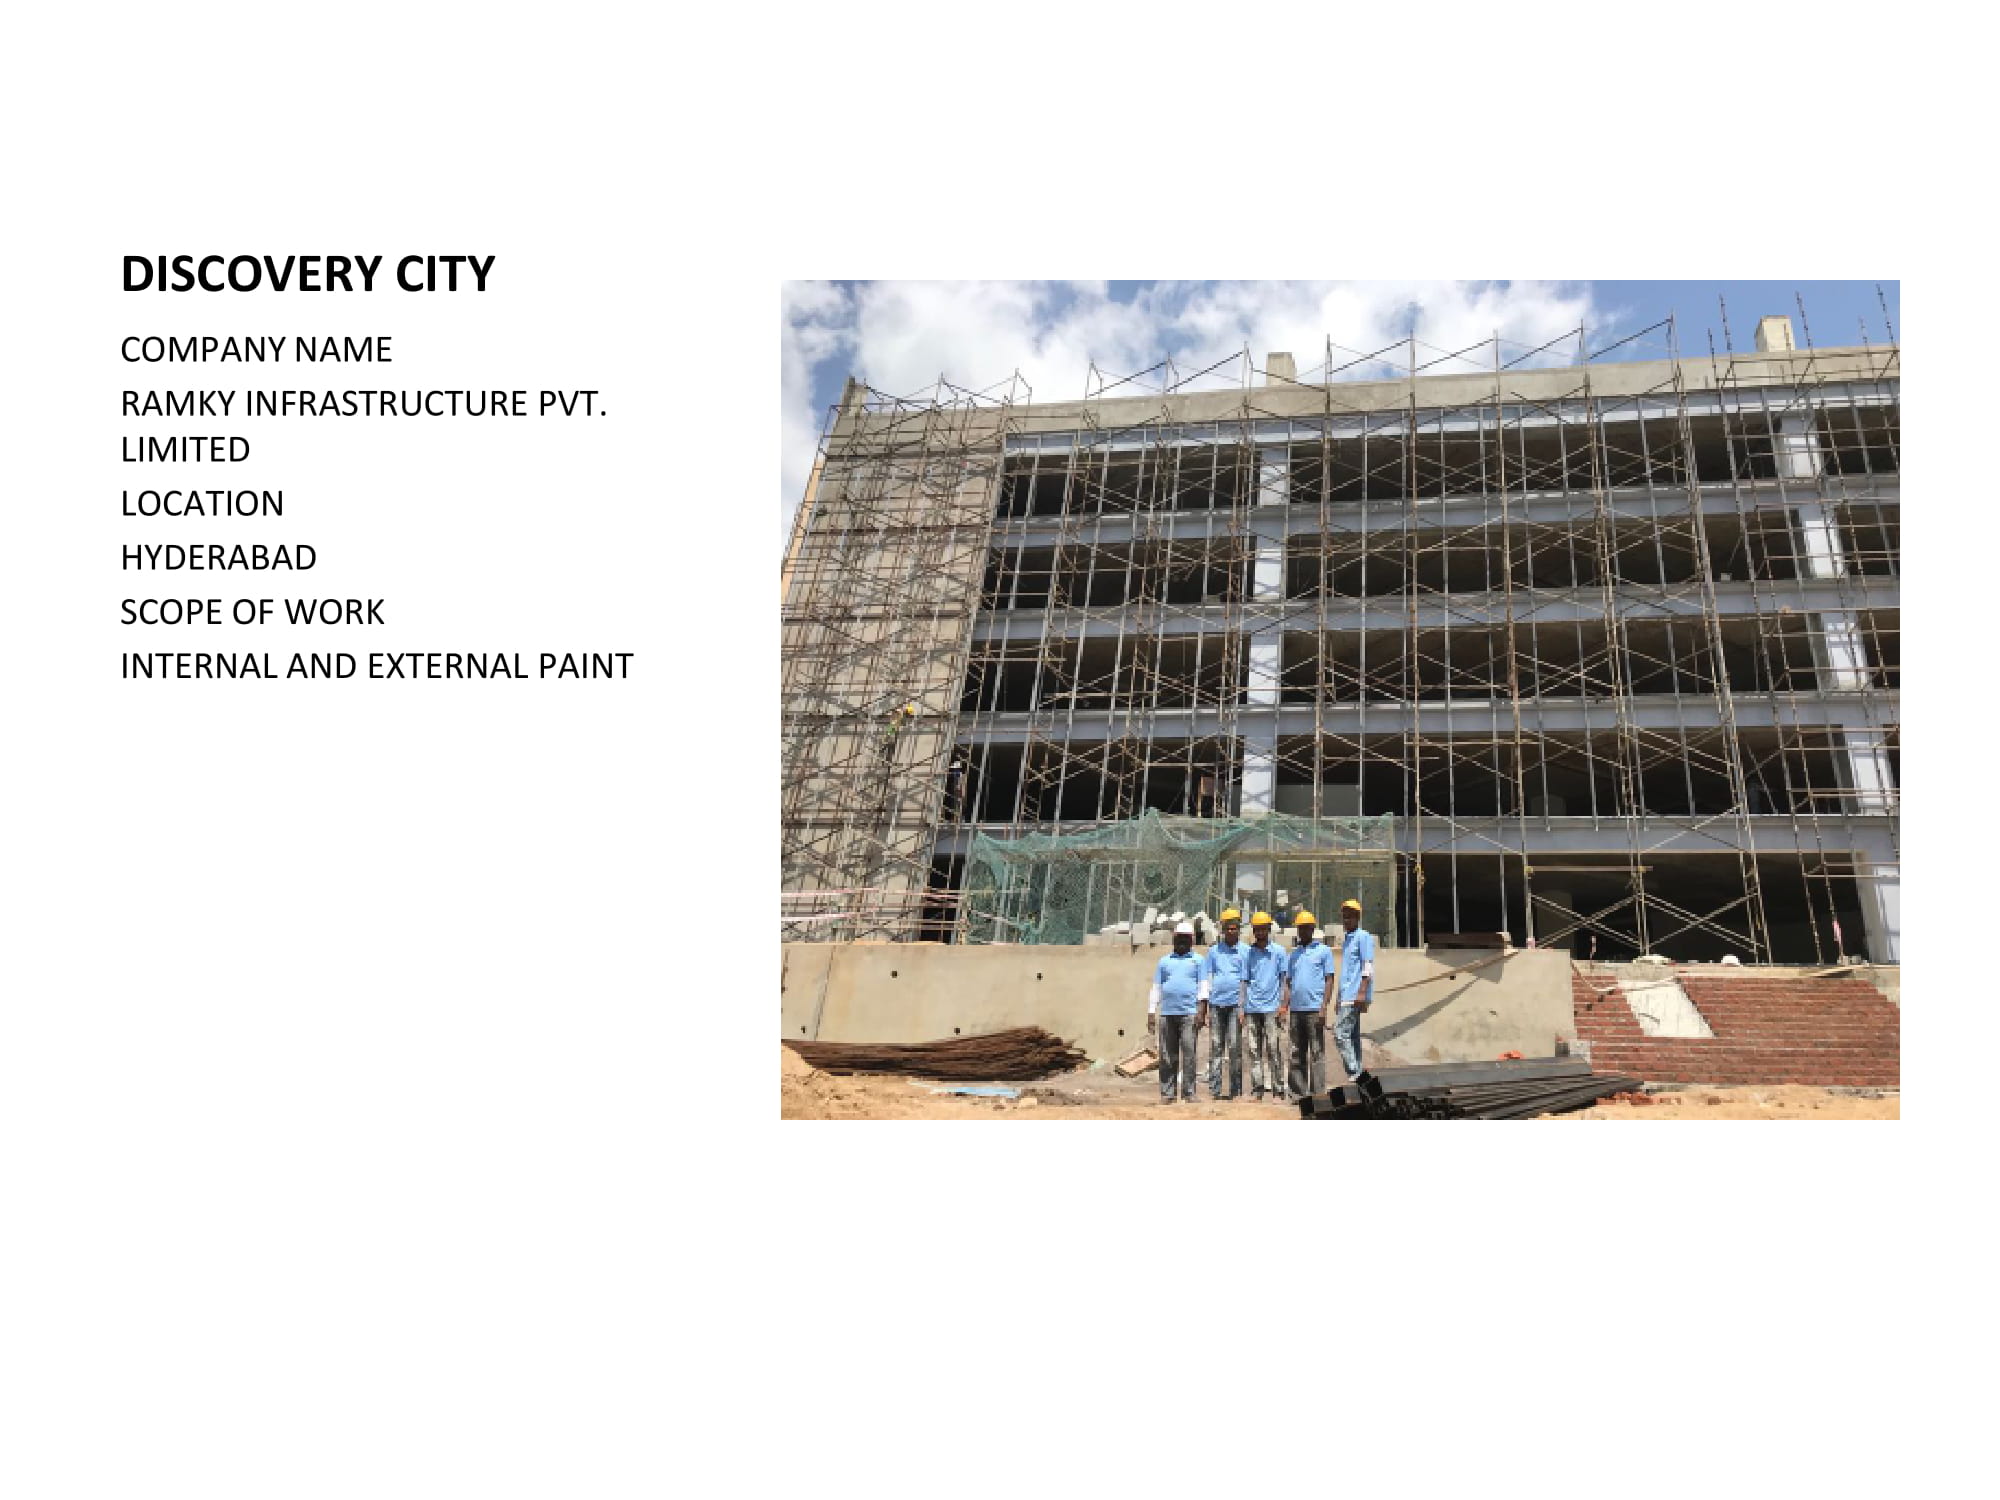 DISCOVERY CITY
COMPANY NAME
RAMKY INFRASTRUCTURE PVT.
LIMITED
LOCATION
HYDERABAD
SCOPE OF WORK
INTERNAL AND EXTERNAL PAINT